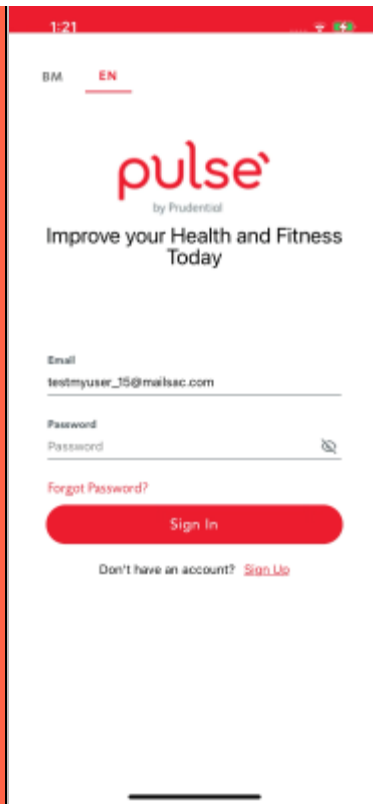 1:21
BM EN
pulse
by Prudential
Improve your Health and Fitness
Today
Email
testmyuser_15@mailsac.com
Password
Password
Forgot Password?
Sign In
Don't have an account? Sign Up